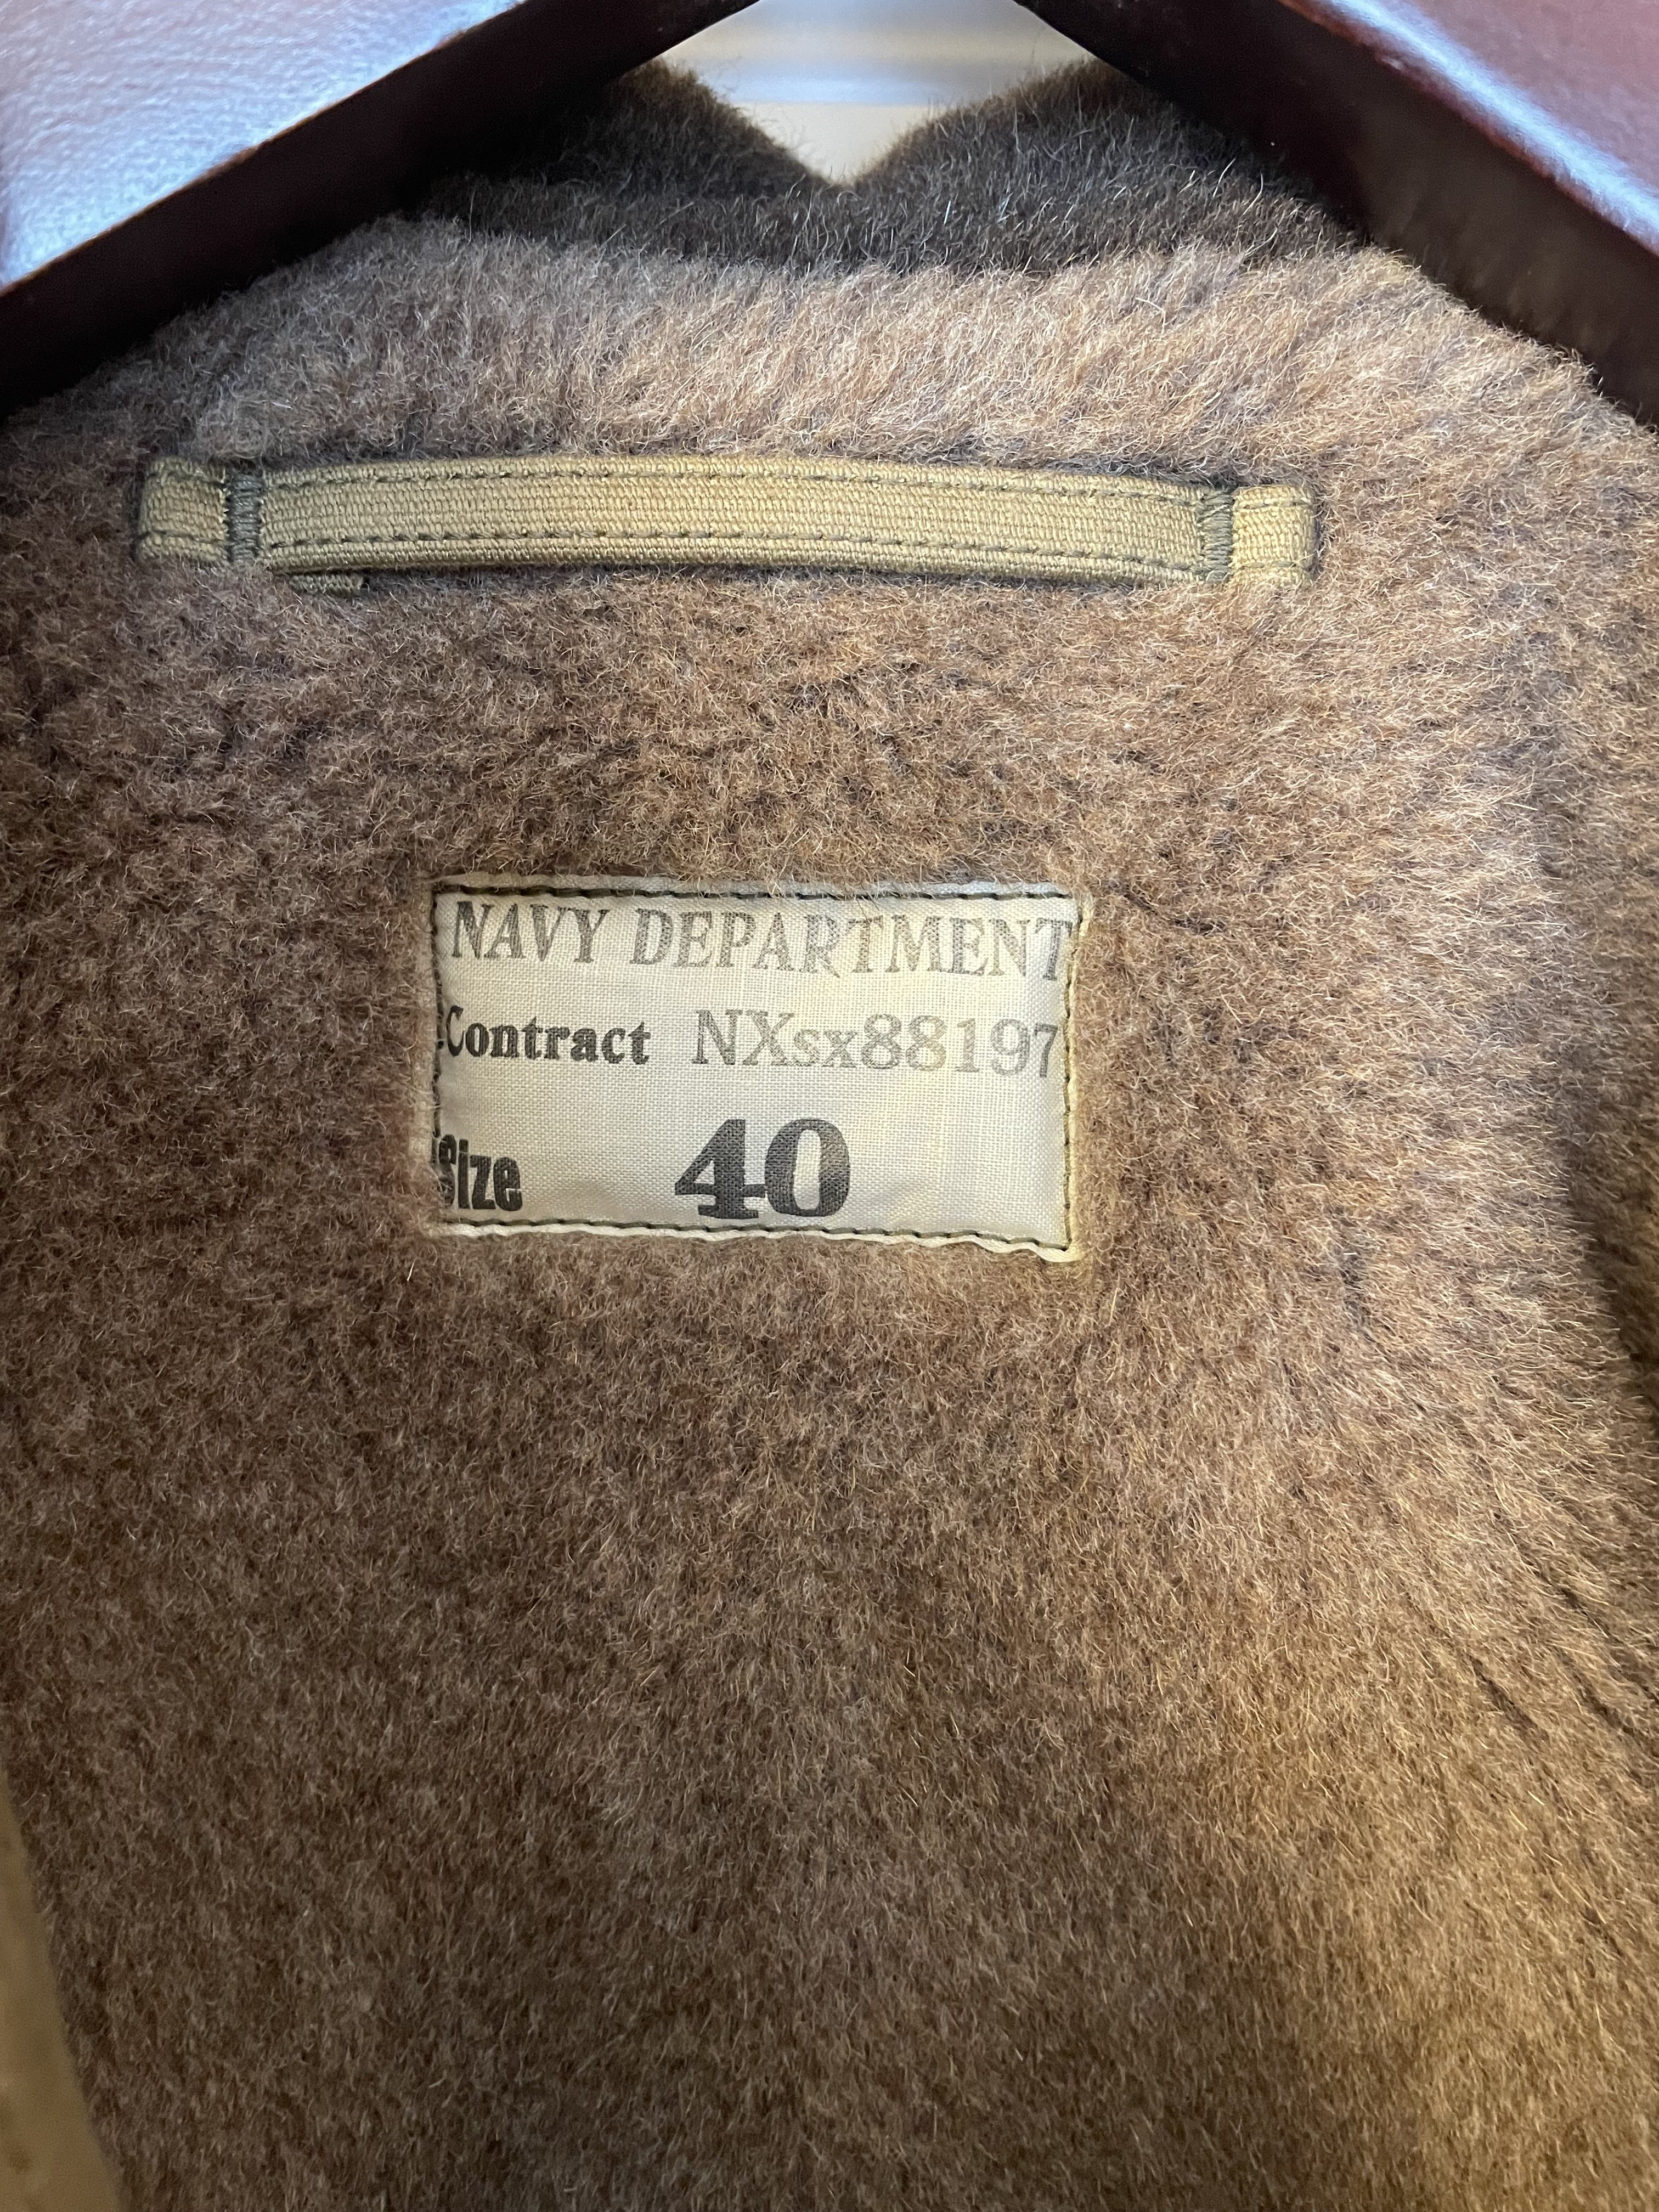 NAVY DEPARTMENT
Contract NXsx88197
Size 40